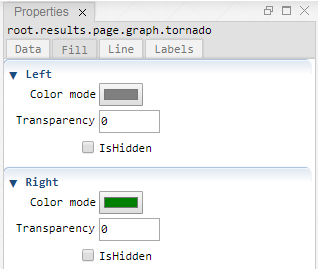 Properties
root.results.page.graph.tornado
Data Fill Line Labels
Left
Color mode
Transparency 0
IsHidden
Right
Color mode
Transparency 0
IsHidden